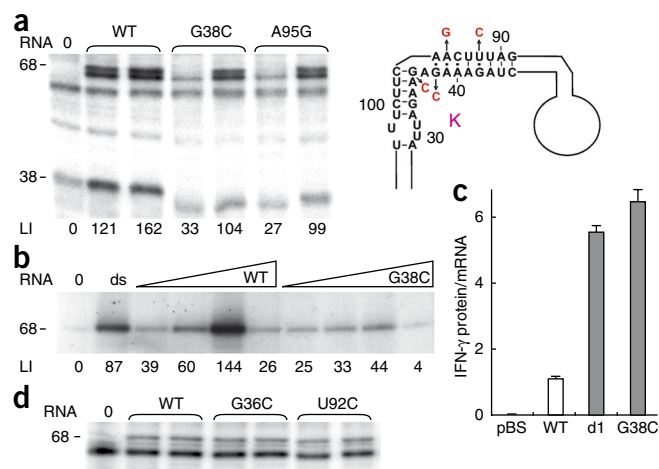 a
RNA 0 WT G38C A95G
68
38
LI 0 121 162 33 104 27 99
G C
90
AACUUUAG
GAGAAAGAUC
C C
40
100
K
30
b
RNA 0 ds WT G38C
68
LI 0 87 39 60 144 26 25 33 44 4
c
IFN-γ protein/mRNA
6
4
2
0
pBS WT d1 G38C
d
RNA 0 WT G36C U92C
68